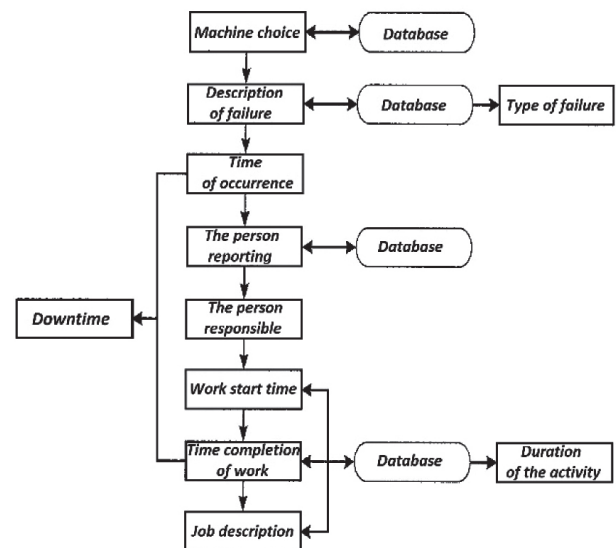 Machine choice
Database
Description
of failure
Database
Type of failure
Time
of occurrence
The person
reporting
Database
Downtime
The person
responsible
Work start time
Time completion
of work
Database
Duration
of the activity
Job description